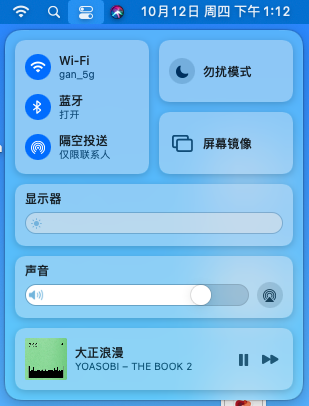 10月12日 周四 下午 1:12
Wi-Fi
gan_5g
蓝牙
打开
隔空投送
仅限联系人
勿扰模式
屏幕镜像
显示器
声音
大正浪漫
YOASOBI – THE BOOK 2